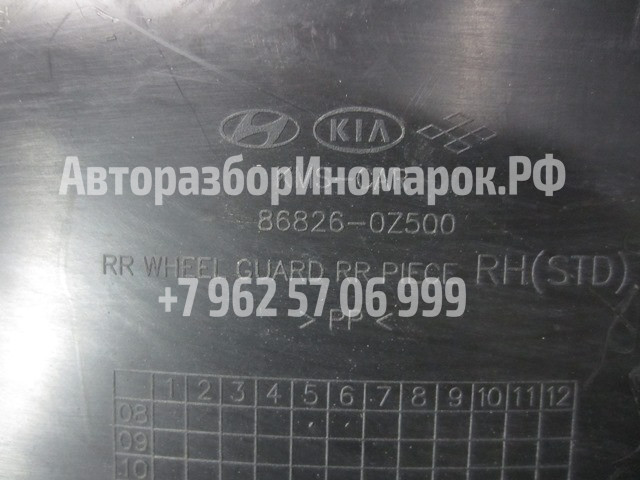 KIA
АвторазборИномарок.РФ
86826-0Z500
RR WHEEL GUARD RR PIECE RH(STD)
+7 962 57 06 999
> PP <
1 2 3 4 5 6 7 8 9 10 11 12
08
09
10